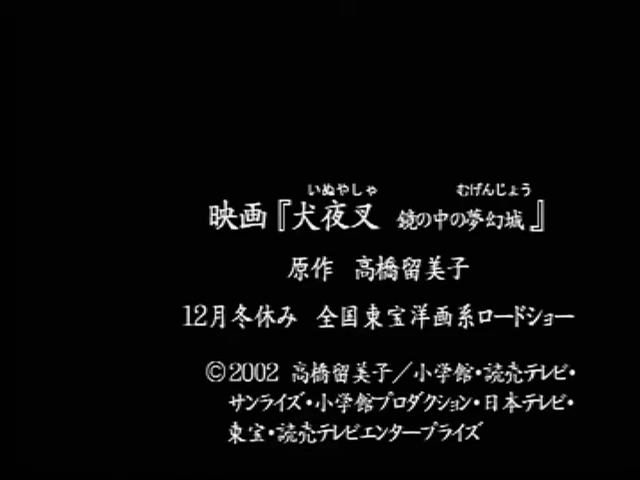 いぬやしゃ むげんじょう
映画『犬夜叉 鏡の中の夢幻城』
原作 高橋留美子
12月冬休み 全国東宝洋画系ロードショー
©2002 高橋留美子／小学館・読売テレビ・
サンライズ・小学館プロダクション・日本テレビ・
東宝・読売テレビエンタープライズ